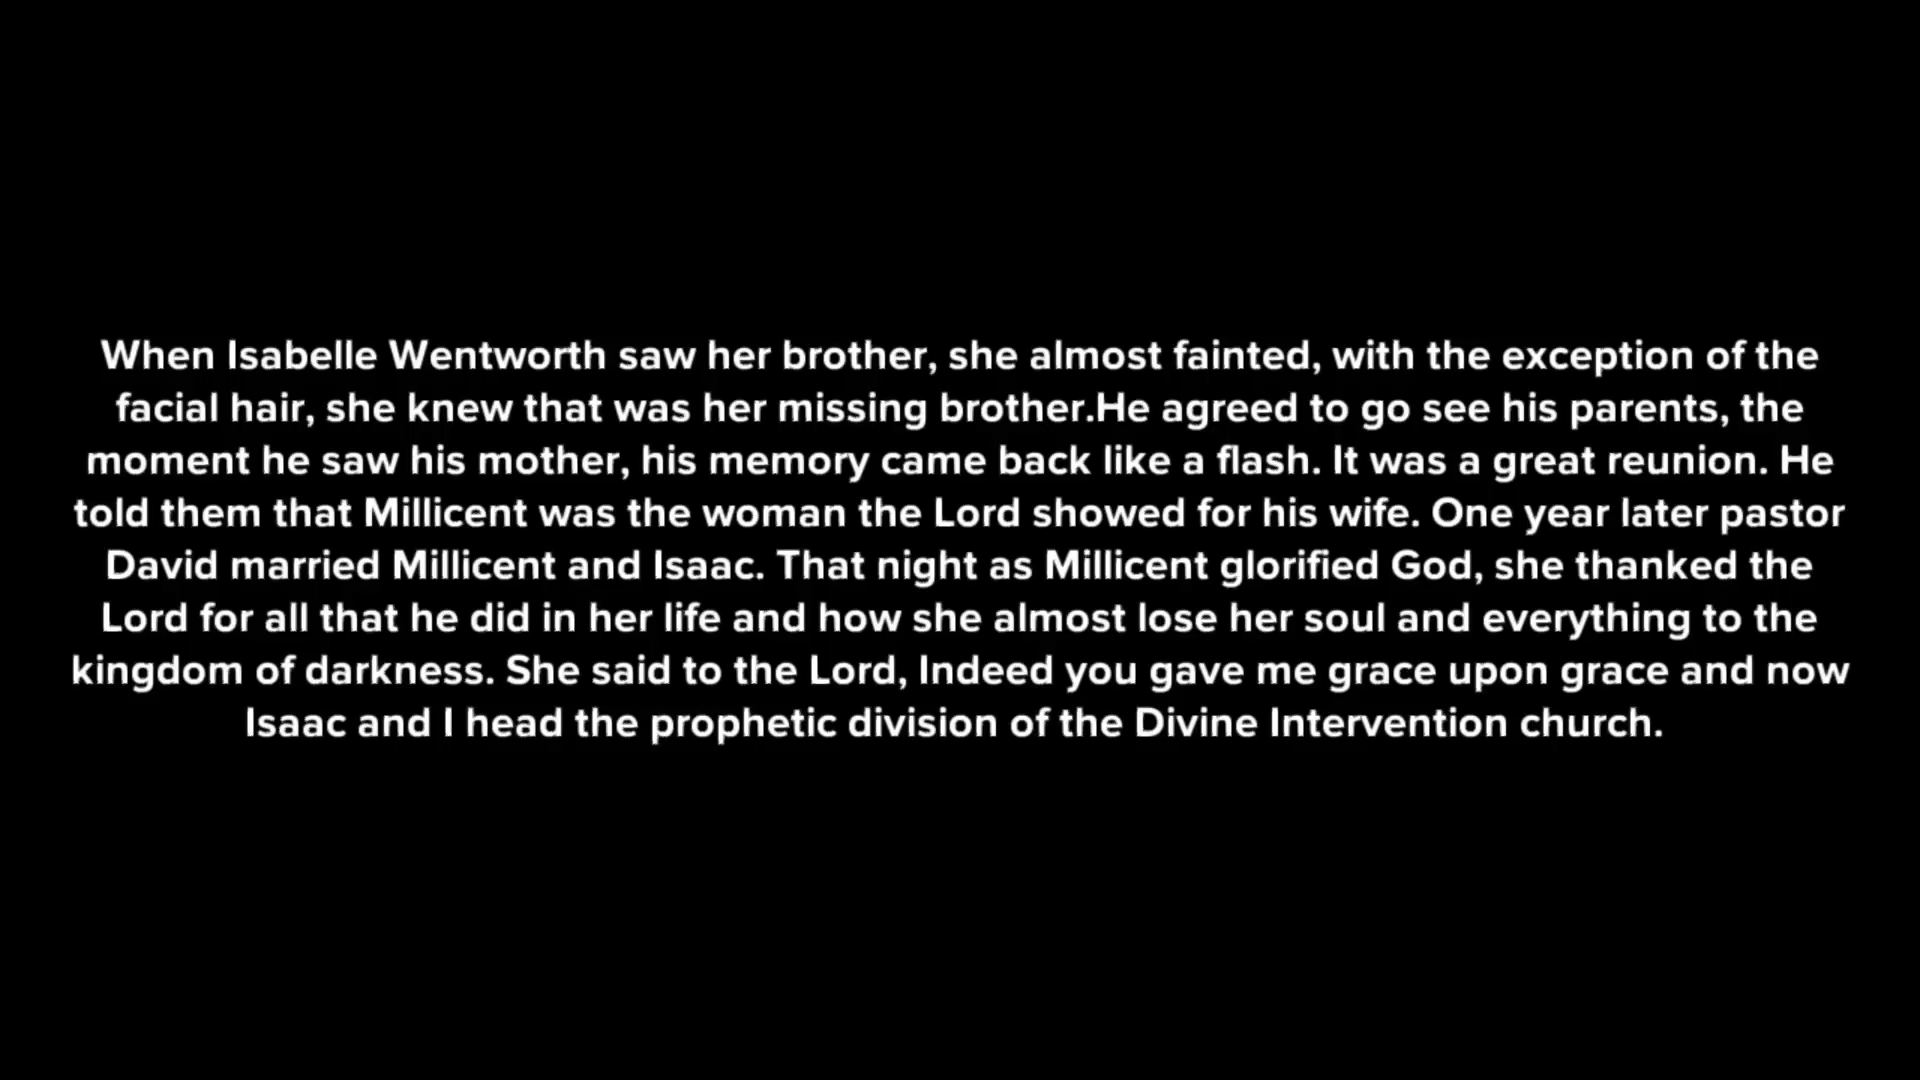 When Isabelle Wentworth saw her brother, she almost fainted, with the exception of the
facial hair, she knew that was her missing brother.He agreed to go see his parents, the
moment he saw his mother, his memory came back like a flash. It was a great reunion. He
told them that Millicent was the woman the Lord showed for his wife. One year later pastor
David married Millicent and Isaac. That night as Millicent glorified God, she thanked the
Lord for all that he did in her life and how she almost lose her soul and everything to the
kingdom of darkness. She said to the Lord, Indeed you gave me grace upon grace and now
Isaac and I head the prophetic division of the Divine Intervention church.